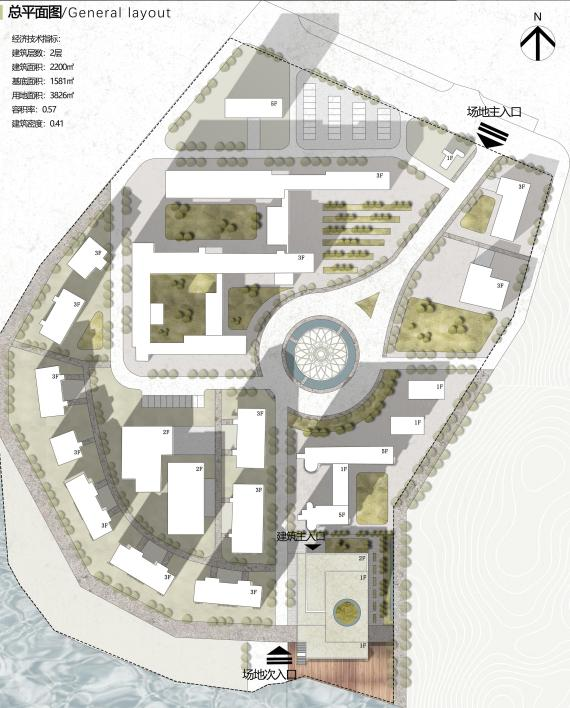 总平面图/General layout
N
经济技术指标:
建筑层数: 2层
建筑面积: 2200㎡
基底面积: 1581㎡
用地面积: 3826㎡
容积率: 0.57
建筑密度: 0.41
场地主入口
6F
1F
3F
3F
3F
3F
3F
3F
1F
3F
3F
1F
2F
5F
3F
2F
1F
3F
3F
5F
建筑主入口
2F
3F
3F
1F
3F
1F
场地次入口